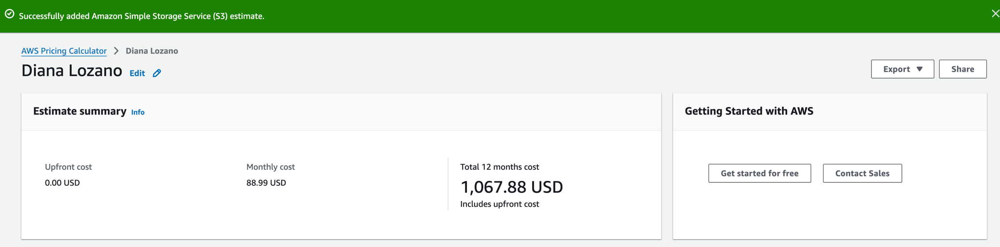 Successfully added Amazon Simple Storage Service (S3) estimate.
AWS Pricing Calculator > Diana Lozano
Diana Lozano Edit
Export ▼ Share
Estimate summary Info
Upfront cost
0.00 USD
Monthly cost
88.99 USD
Total 12 months cost
1,067.88 USD
Includes upfront cost
Getting Started with AWS
Get started for free Contact Sales